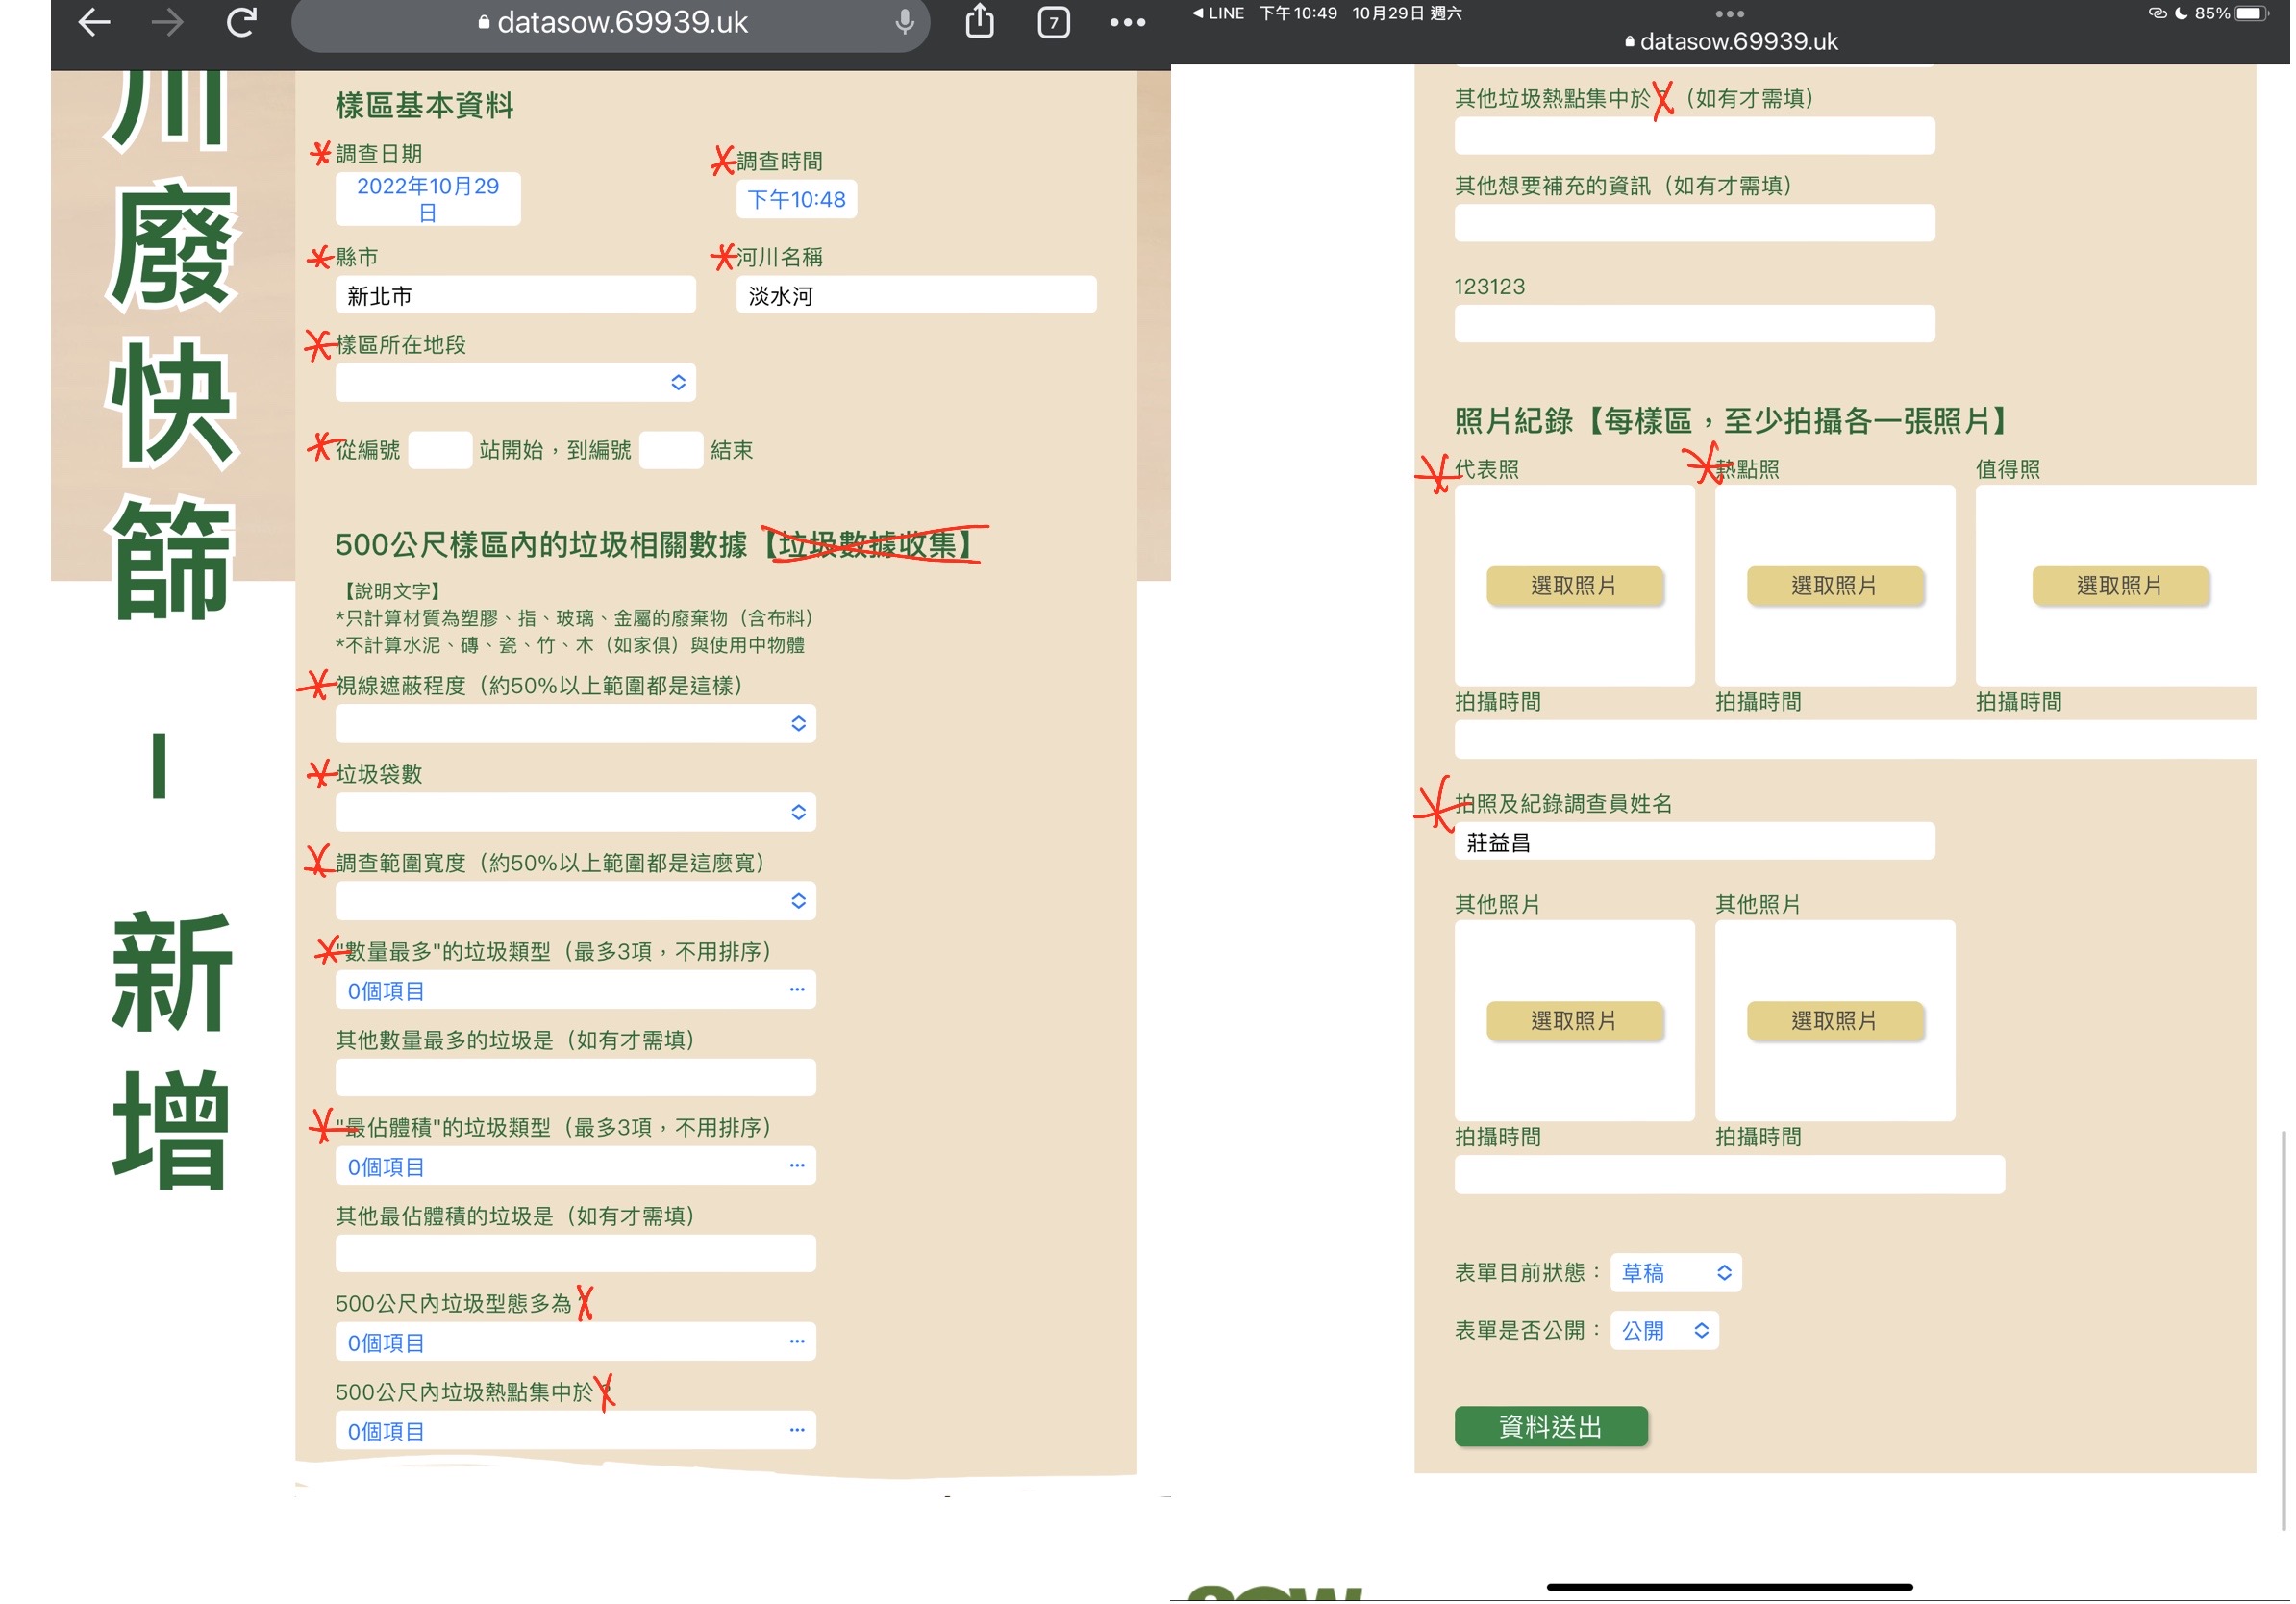 datasow.69939.uk
7
川廢快篩 - 新增
樣區基本資料
調查日期
調查時間
2022年10月29
日
下午10:48
縣市
河川名稱
新北市
淡水河
樣區所在地段
從編號 站開始，到編號 結束
500公尺樣區內的垃圾相關數據【垃圾數據收集】
【說明文字】
*只計算材質為塑膠、指、玻璃、金屬的廢棄物（含布料）
*不計算水泥、磚、瓷、竹、木（如家俱）與使用中物體
視線遮蔽程度（約50%以上範圍都是這樣）
垃圾袋數
調查範圍寬度（約50%以上範圍都是這麼寬）
"數量最多"的垃圾類型（最多3項，不用排序）
0個項目
其他數量最多的垃圾是（如有才需填）
"最佔體積"的垃圾類型（最多3項，不用排序）
0個項目
其他最佔體積的垃圾是（如有才需填）
500公尺內垃圾型態多為？
0個項目
500公尺內垃圾熱點集中於？
0個項目
LINE 下午10:49 10月29日 週六
85%
datasow.69939.uk
其他垃圾熱點集中於？（如有才需填）
其他想要補充的資訊（如有才需填）
123123
照片紀錄【每樣區，至少拍攝各一張照片】
代表照 熱點照 值得照
選取照片 選取照片 選取照片
拍攝時間 拍攝時間 拍攝時間
拍照及紀錄調查員姓名
莊益昌
其他照片 其他照片
選取照片 選取照片
拍攝時間 拍攝時間
表單目前狀態： 草稿
表單是否公開： 公開
資料送出